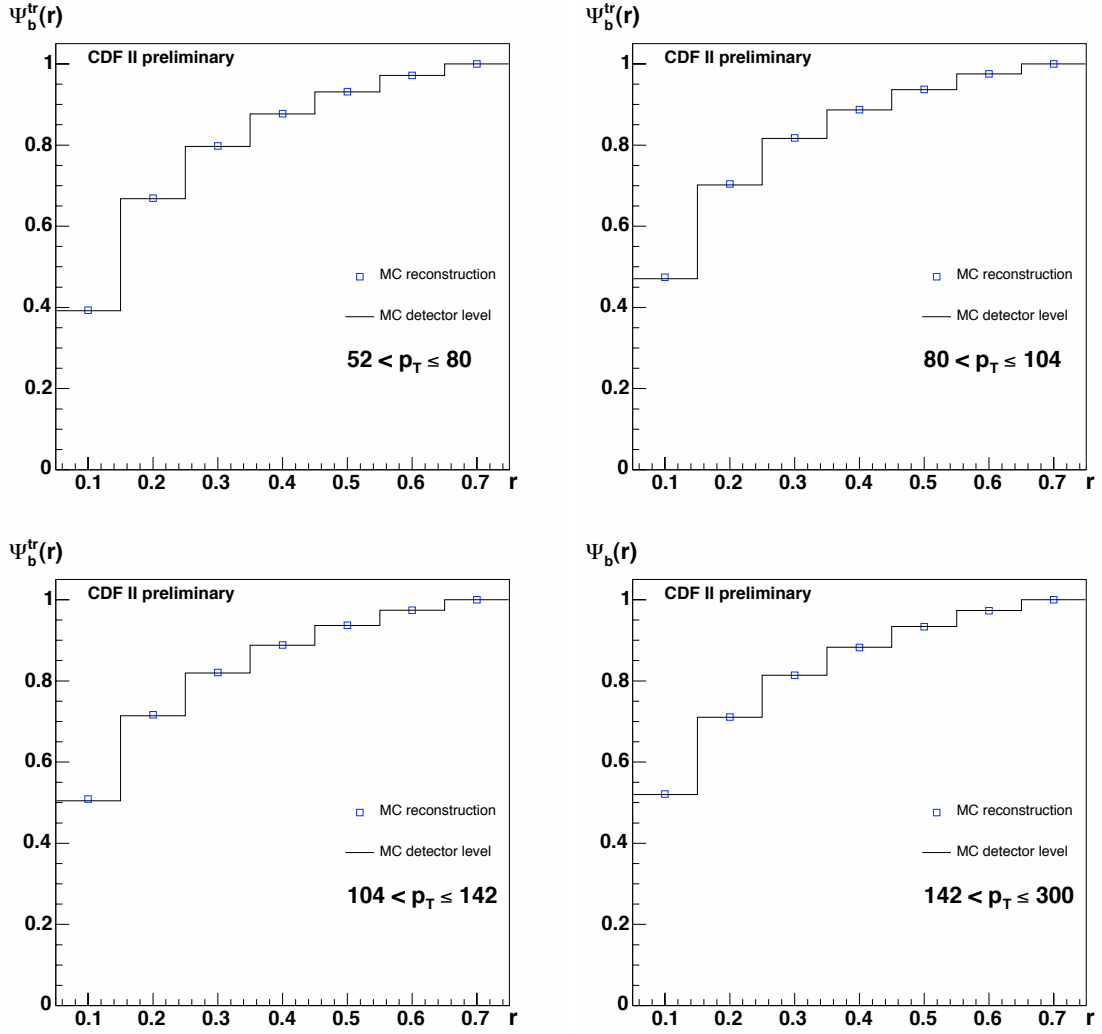 Ψ_b^tr(r)
CDF II preliminary
1
0.8
0.6
0.4
0.2
0
MC reconstruction
MC detector level
52 < p_T ≤ 80
0.1 0.2 0.3 0.4 0.5 0.6 0.7 r
Ψ_b^tr(r)
CDF II preliminary
1
0.8
0.6
0.4
0.2
0
MC reconstruction
MC detector level
80 < p_T ≤ 104
0.1 0.2 0.3 0.4 0.5 0.6 0.7 r
Ψ_b^tr(r)
CDF II preliminary
1
0.8
0.6
0.4
0.2
0
MC reconstruction
MC detector level
104 < p_T ≤ 142
0.1 0.2 0.3 0.4 0.5 0.6 0.7 r
Ψ_b(r)
CDF II preliminary
1
0.8
0.6
0.4
0.2
0
MC reconstruction
MC detector level
142 < p_T ≤ 300
0.1 0.2 0.3 0.4 0.5 0.6 0.7 r